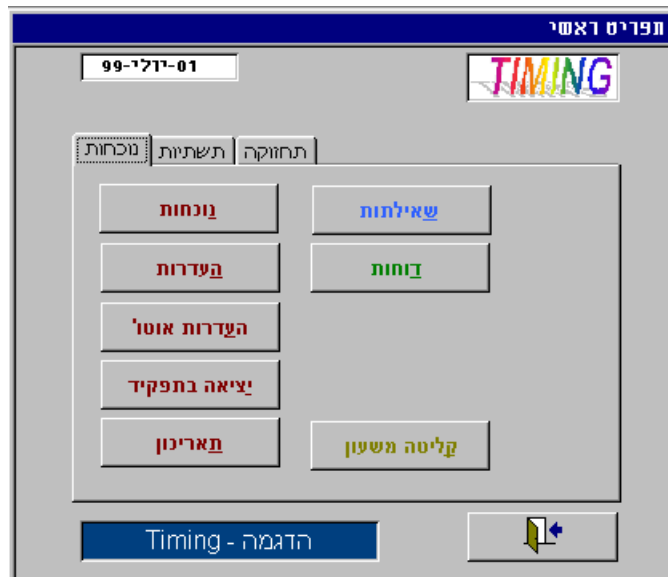 תפריט ראשי
TIMING
01-יולי-99
נוכחות תשתיות תחזוקה
נוכחות
שאילתות
העדרות
דוחות
העדרות אוטו'
יציאה בתפקיד
תאריכון
קליטה משעון
הדגמה - Timing